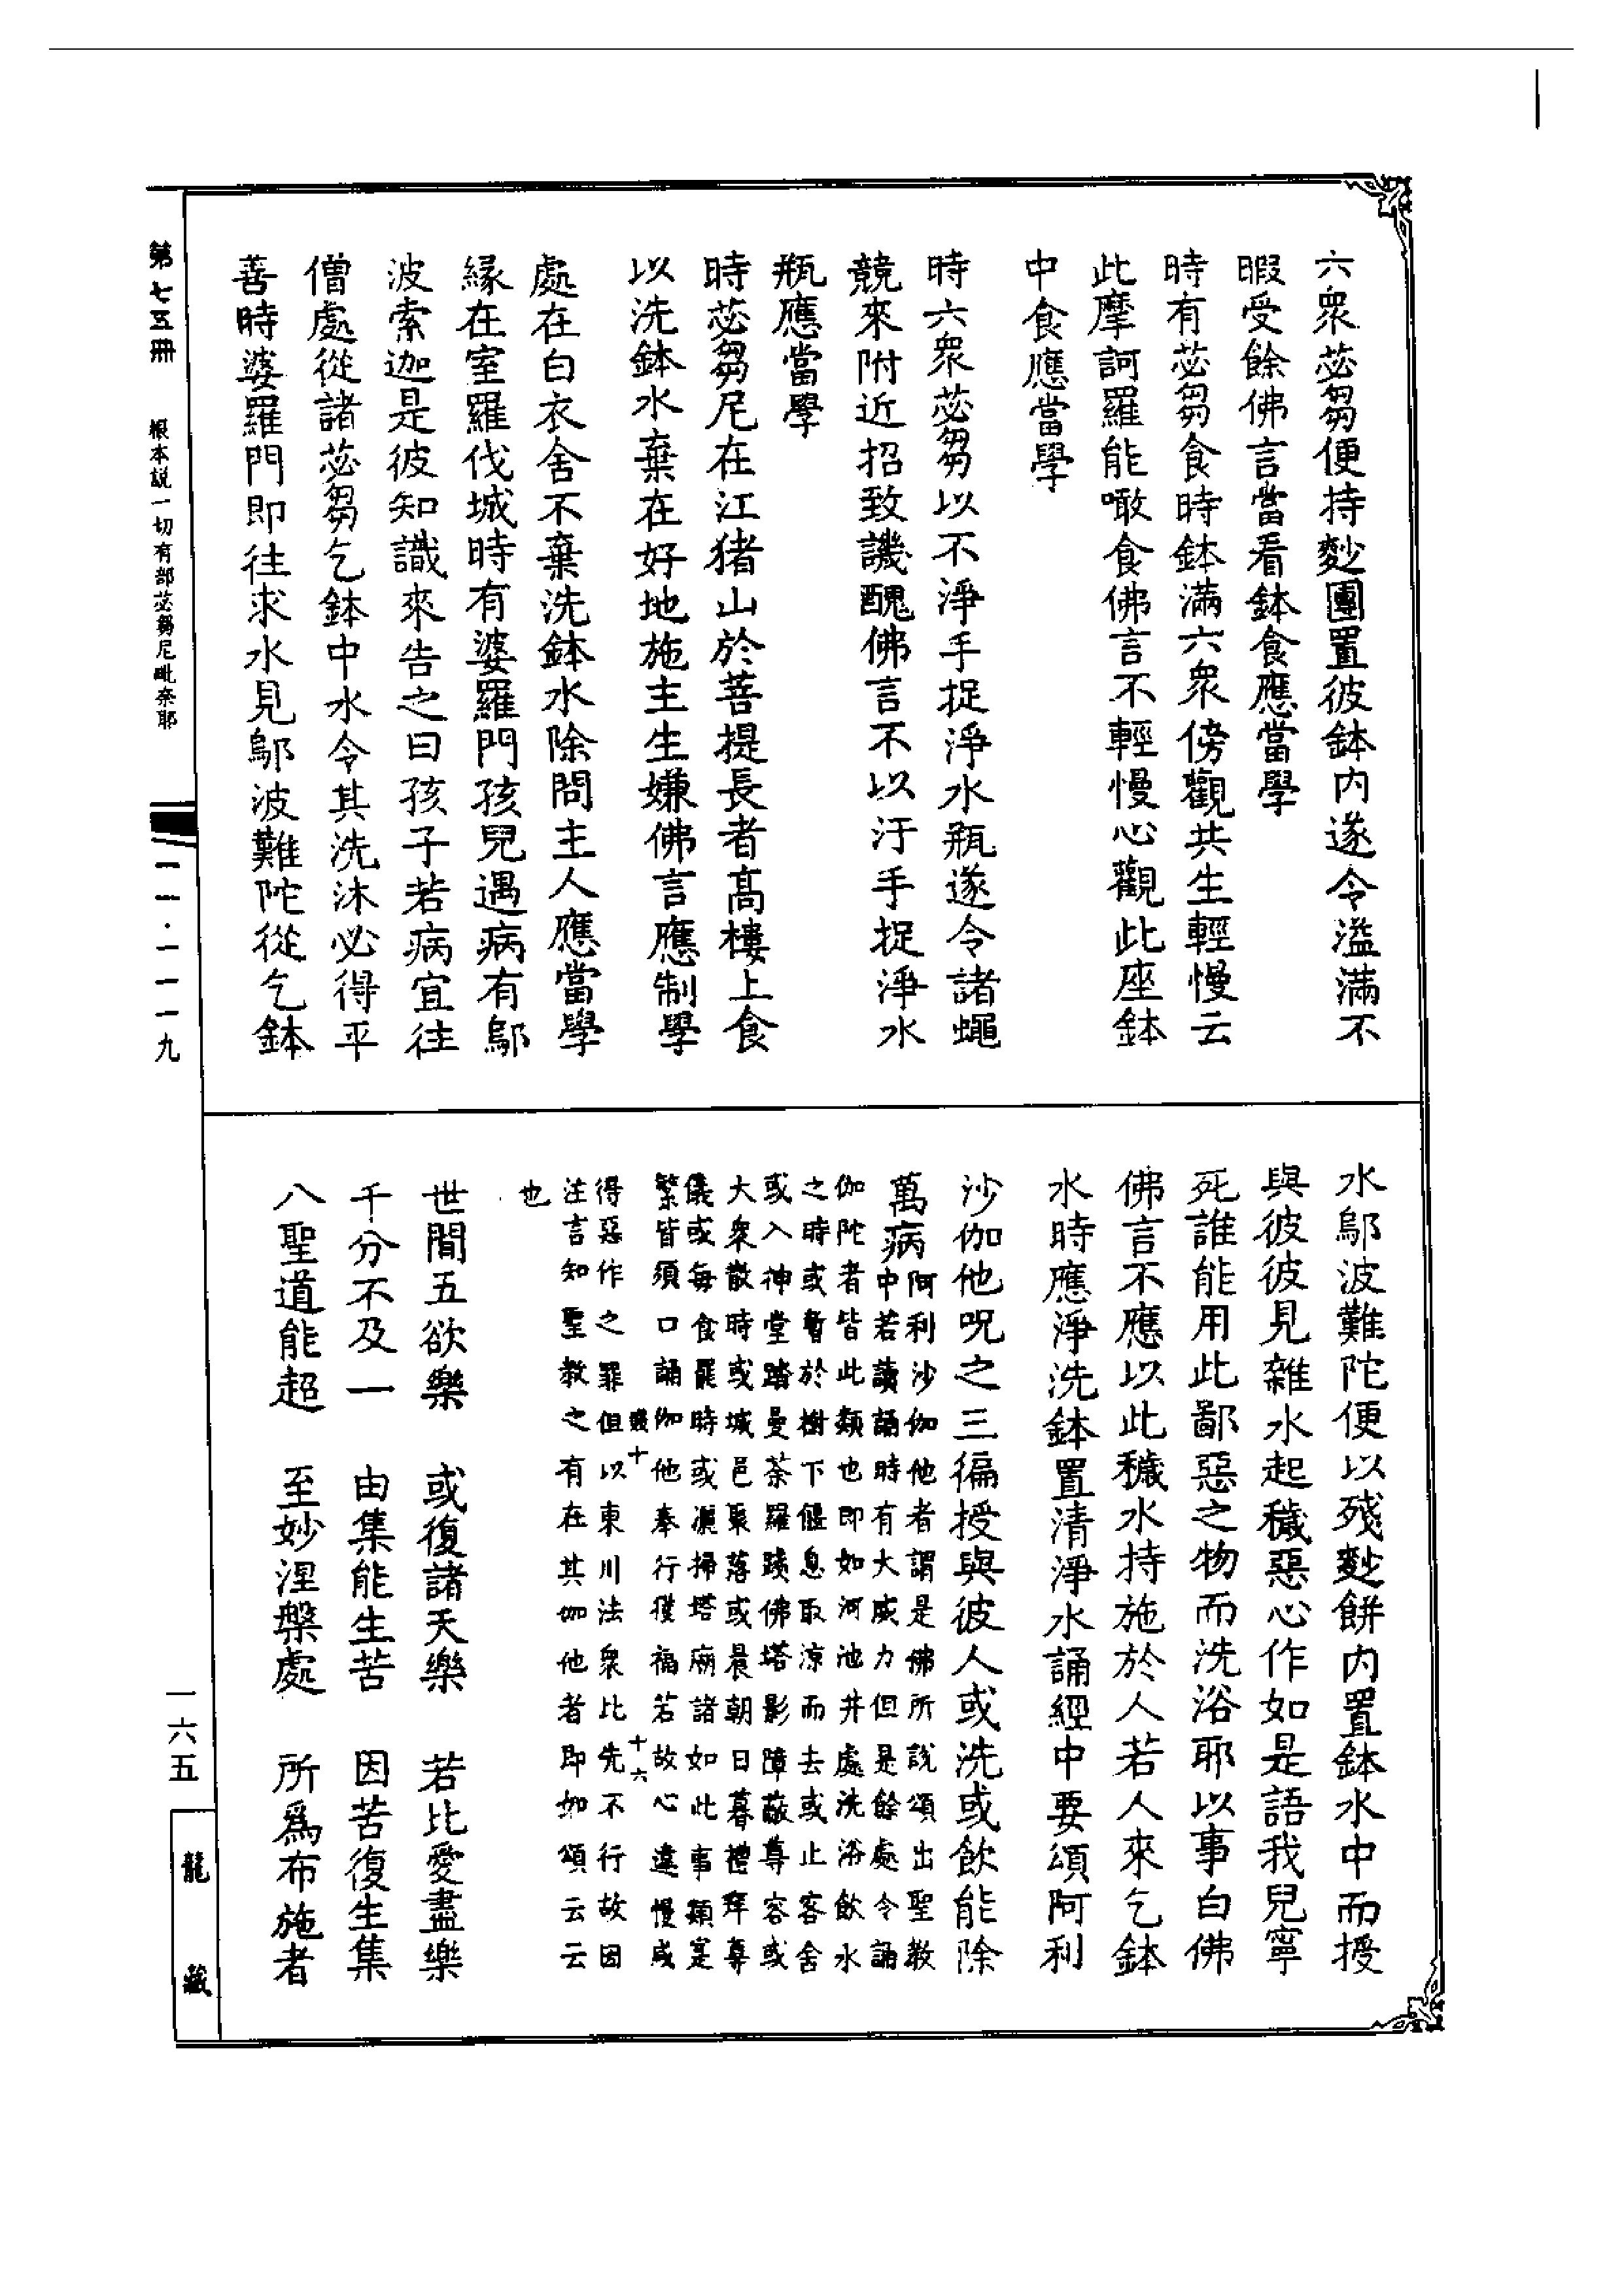 六衆苾芻便持麨團置彼鉢内遂令溢滿不
暇受餘佛言當看鉢食應當學
時有苾芻食時鉢滿六衆傍觀共生輕慢云
此摩訶羅能噉食佛言不輕慢心觀此座鉢
中食應當學
時六衆苾芻以不淨手捉淨水瓶遂令諸蠅
競來附近招致譏醜佛言不以汙手捉淨水
瓶應當學
時苾芻尼在江猪山於菩提長者高樓上食
以洗鉢水棄在好地施主生嫌佛言應制學
處在白衣舍不棄洗鉢水除問主人應當學
緣在室羅伐城時有婆羅門孩兒遇病有鄔
波索迦是彼知識來告之曰孩子若病宜往
僧處從諸苾芻乞鉢中水令其洗沐必得平
善時婆羅門即往求水見鄔波難陀從乞鉢
水鄔波難陀便以殘麨餅内置鉢水中而授
與彼彼見雜水起穢惡心作如是語我兒寧
死誰能用此鄙惡之物而洗浴耶以事白佛
佛言不應以此穢水持施於人若人來乞鉢
水時應淨洗鉢置清淨水誦經中要頌阿利
沙伽他呪之三徧授與彼人或洗或飲能除
萬病
阿利沙伽他者謂是佛所說頌出聖教
中若讀誦時有大威力但是餘處令誦
伽陀者皆此類也即如河池井處洗浴飲水
之時或暫於樹下偃息取涼而去或止客舍
或入神堂踏曼荼羅踐佛塔影障蔽尊容或
大衆散時或城邑聚落或晨朝日暮禮拜尊
儀或每食罷時或灑掃塔廟諸如此事類寔
繁皆須口誦伽他奉行獲福若故心違慢咸
得惡作之罪但以東川法衆比先不行故因
注言知聖教之有在其伽他者即如頌云云
也
世間五欲樂 或復諸天樂 若比愛盡樂
千分不及一 由集能生苦 因苦復生集
八聖道能超 至妙涅槃處 所爲布施者
第七五冊 根本説一切有部苾芻尼毗奈耶
一一·一一一九
一六五
龍藏